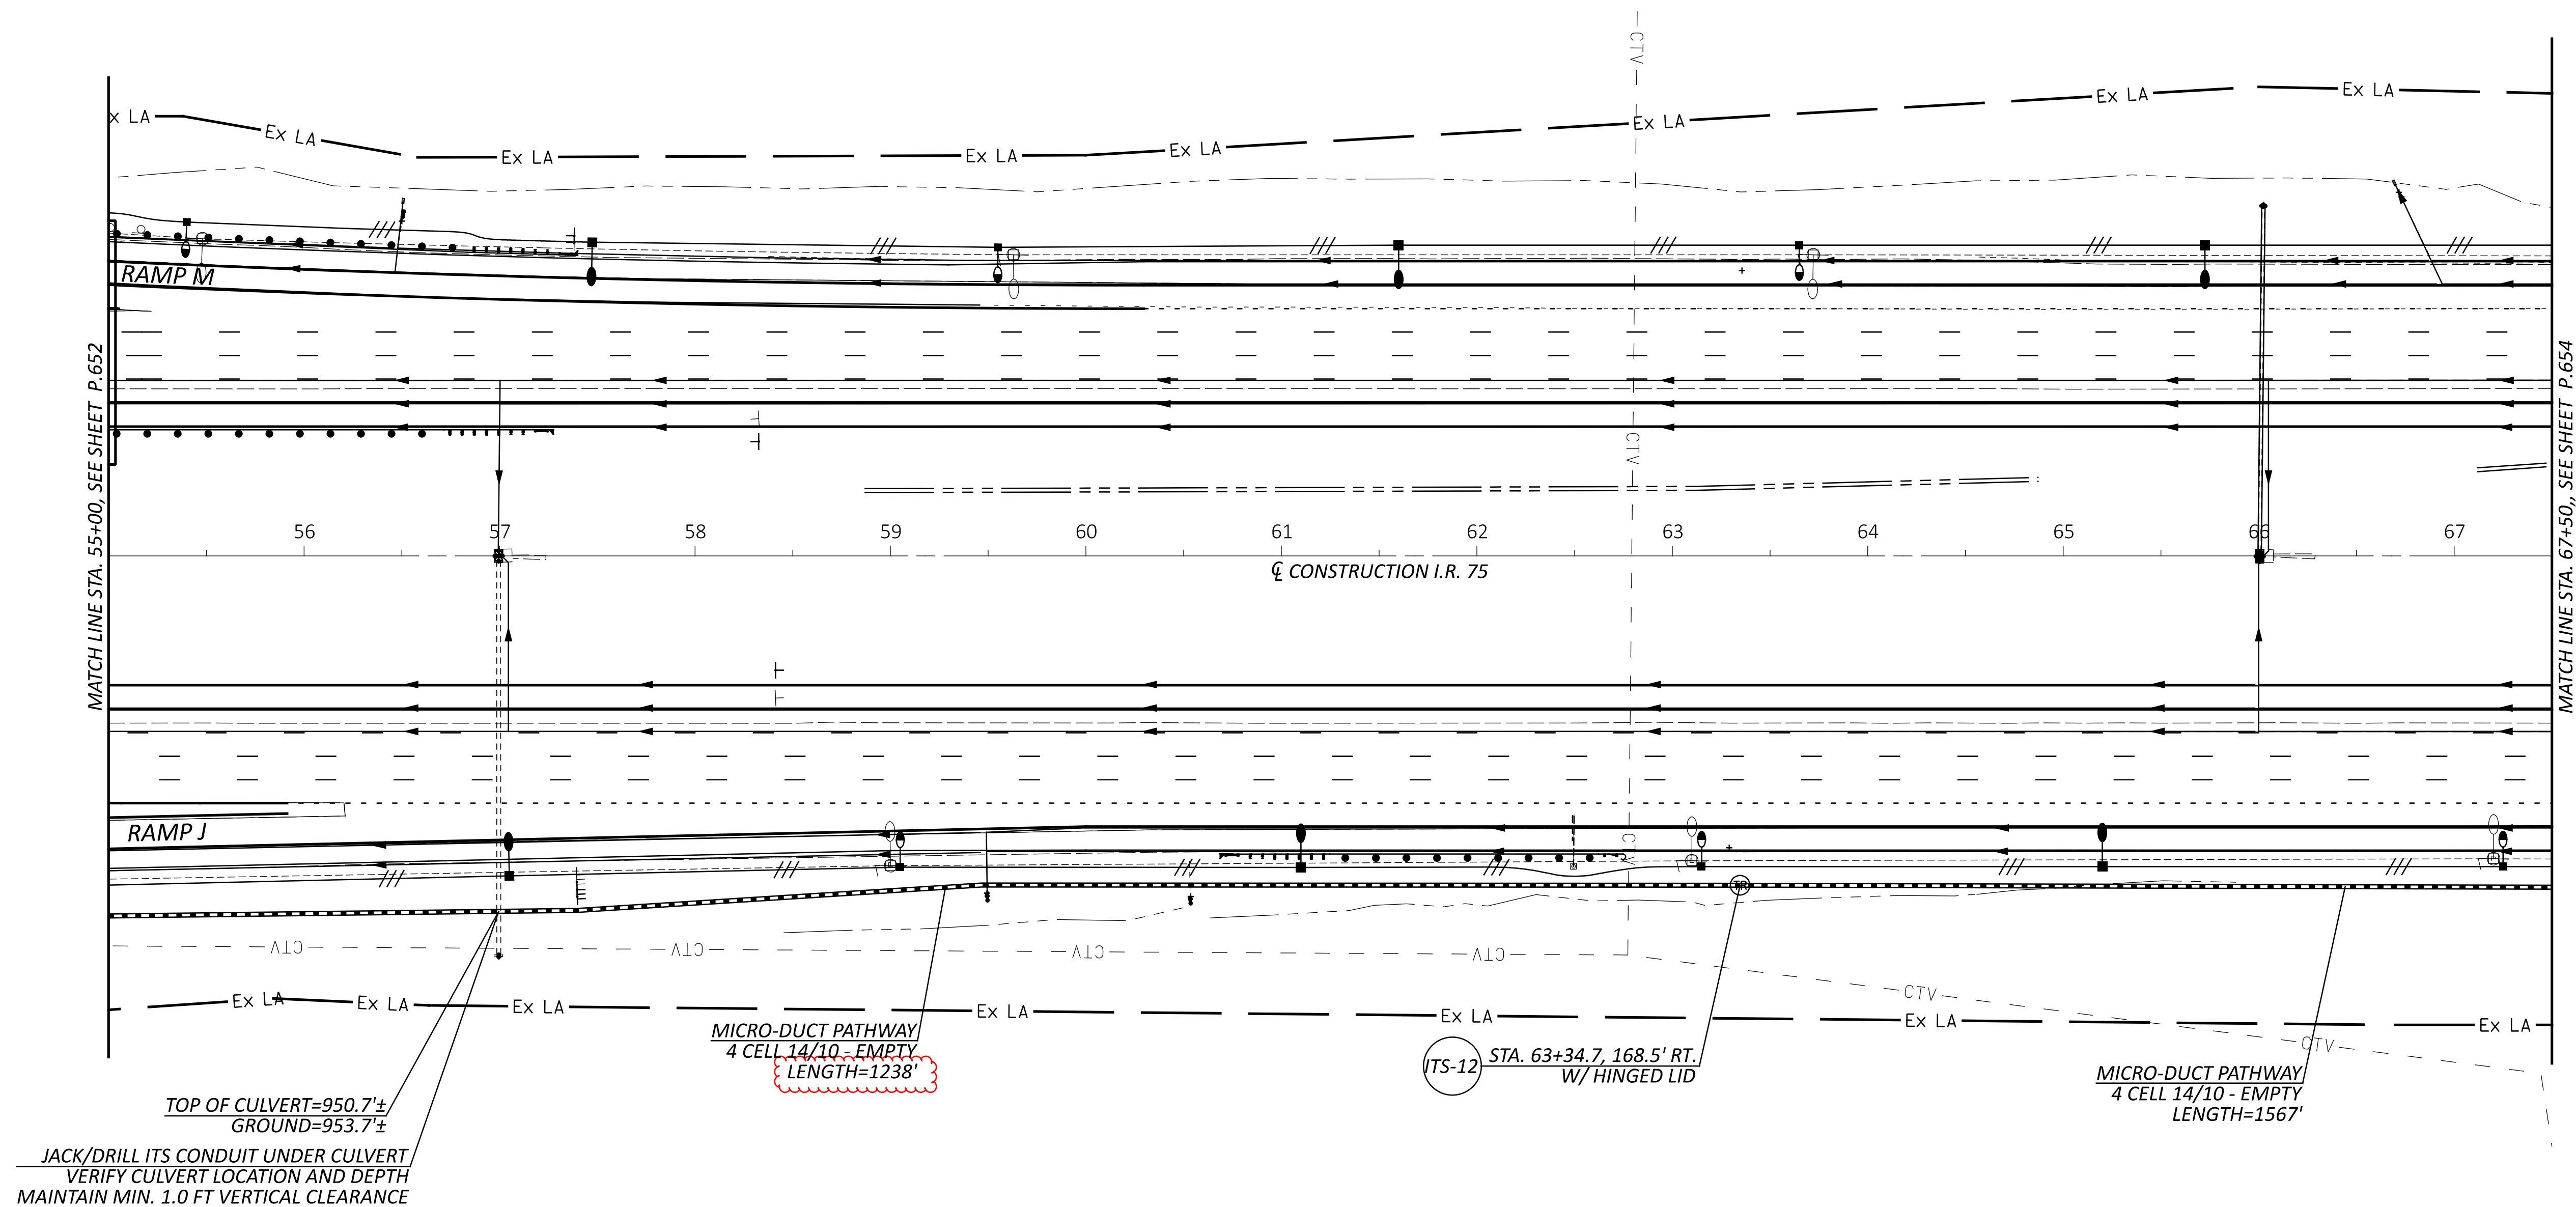 CTV
Ex LA
Ex LA
Ex LA
x LA
Ex LA
Ex LA
Ex LA
Ex LA
RAMP M
MATCH LINE STA. 55+00, SEE SHEET P.652
MATCH LINE STA. 67+50,, SEE SHEET P.654
CTV
56 57 58 59 60 61 62 63 64 65 66 67
℄ CONSTRUCTION I.R. 75
RAMP J
CTV
TR
CTV CTV CTV CTV
CTV
CTV
Ex LA Ex LA Ex LA Ex LA Ex LA Ex LA Ex LA
MICRO-DUCT PATHWAY
4 CELL 14/10 - EMPTY
LENGTH=1238'
ITS-12
STA. 63+34.7, 168.5' RT.
W/ HINGED LID
MICRO-DUCT PATHWAY
4 CELL 14/10 - EMPTY
LENGTH=1567'
TOP OF CULVERT=950.7'±
GROUND=953.7'±
JACK/DRILL ITS CONDUIT UNDER CULVERT
VERIFY CULVERT LOCATION AND DEPTH
MAINTAIN MIN. 1.0 FT VERTICAL CLEARANCE